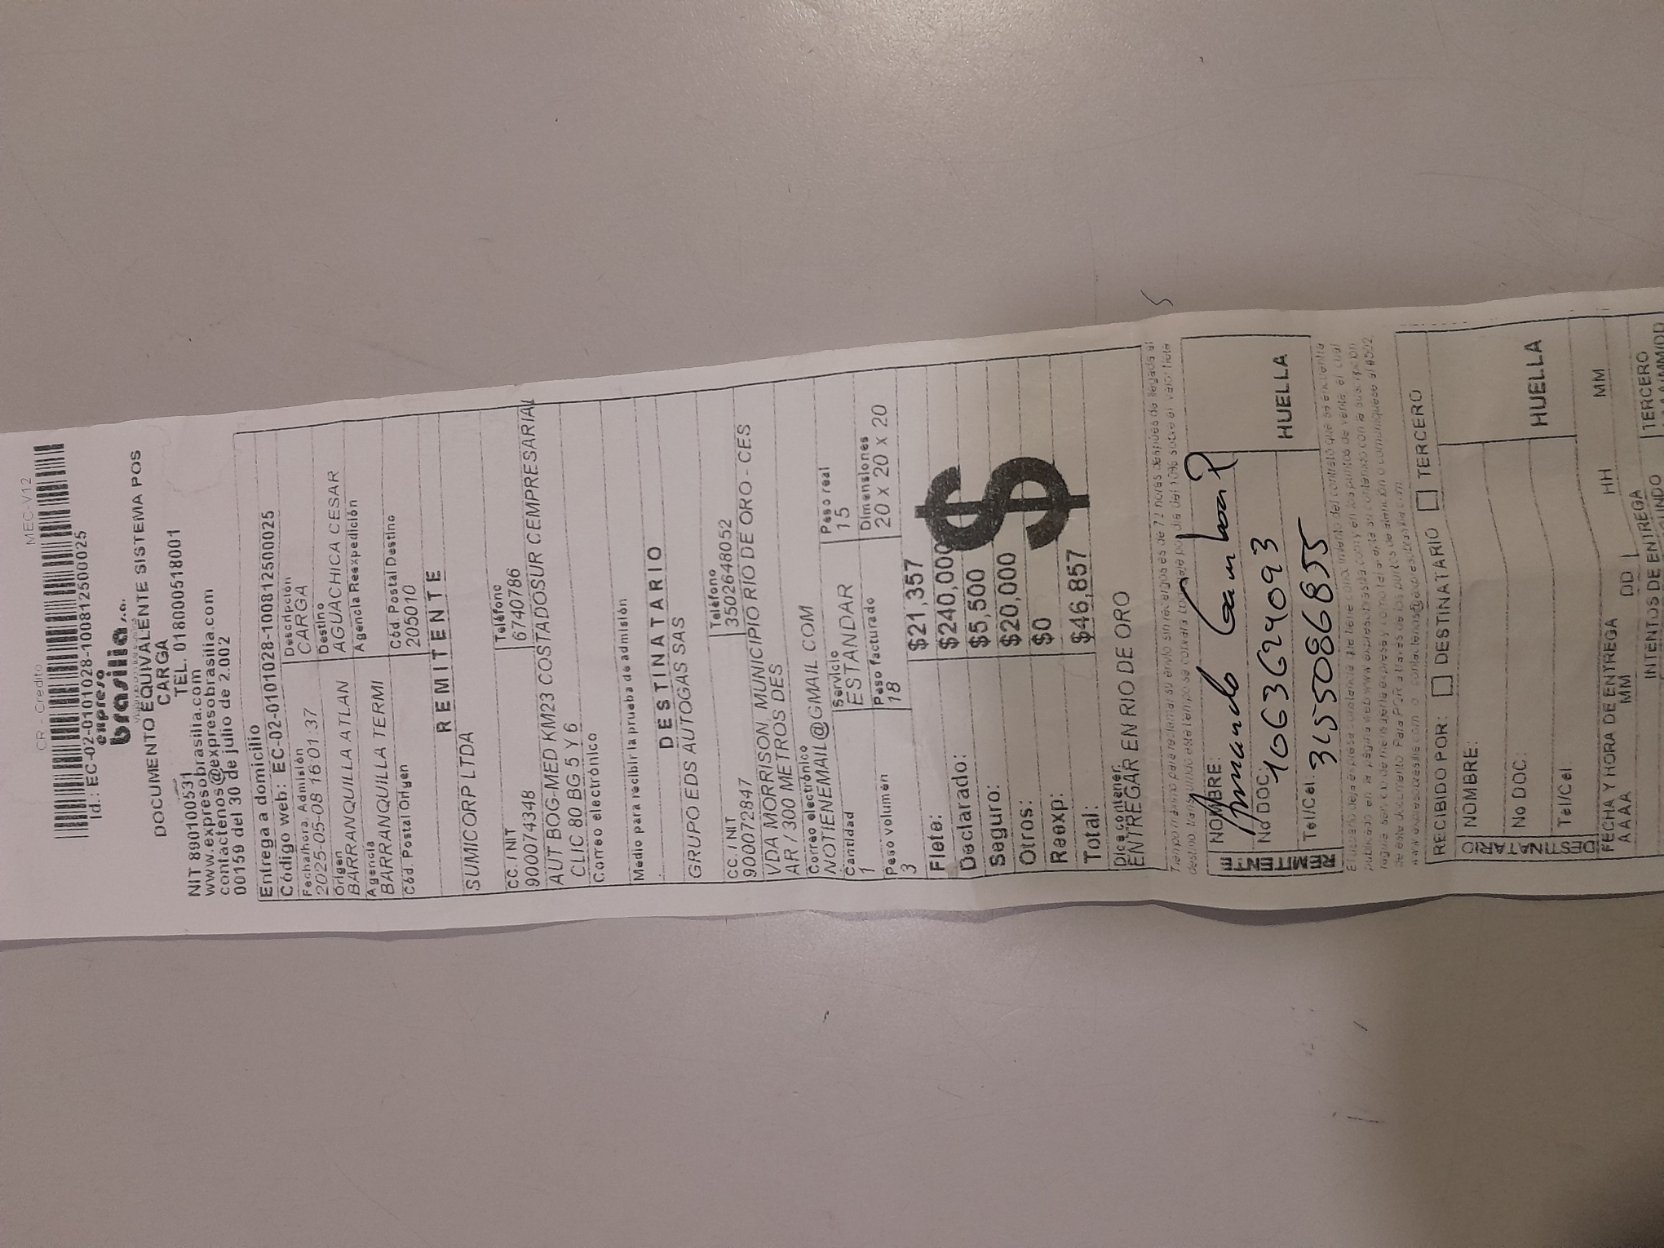 CR - Credito MEC-V12
Id.: EC-02-0101028-1008125000025
expreso
brasilia s.a.
DOCUMENTO EQUIVALENTE SISTEMA POS
CARGA
TEL. 018000518001
NIT 890100531
www.expresobrasilia.com
contactenos@expresobrasilia.com
00159 del 30 de julio de 2.002
Entrega a domicilio
Código web: EC-02-0101028-1008125000025
Fecha/hora. Admisión Descripción
2025-05-08 16:01:37 CARGA
Origen Destino
BARRANQUILLA ATLAN AGUACHICA CESAR
Agencia Agencia Reexpedición
BARRANQUILLA TERMI
Cód. Postal Origen Cód. Postal Destino
205010
REMITENTE
SUMICORP LTDA
CC. / NIT Teléfono
900074348 6740786
AUT BOG-MED KM23 COSTADOSUR CEMPRESARIAL
CLIC 80 BG 5 Y 6
Correo electrónico
Medio para recibir la prueba de admisión
DESTINATARIO
GRUPO EDS AUTOGAS SAS
CC. / NIT Teléfono
9000072847 3502648052
VDA MORRISON, MUNICIPIO RIO DE ORO - CES
AR / 300 METROS DES
Correo electrónico
NOTIENEMAIL@GMAIL.COM
Cantidad Servicio Peso real
1 ESTANDAR 15
Peso volumen Peso facturado Dimensiones
3 18 20 x 20 x 20
Flete: $21,357
Declarado: $240,000
Seguro: $5,500
Otros: $20,000
Reexp: $0
Total: $46,857
$$
Dice contener:
ENTREGAR EN RIO DE ORO
REMITENTE
NOMBRE:
No DOC: 1063629093
Tel/Cel. 3155086855
HUELLA
RECIBIDO POR: DESTINATARIO TERCERO
DESTINATARIO
NOMBRE:
No DOC:
Tel/Cel
HUELLA
FECHA Y HORA DE ENTREGA
AAAA MM DD HH MM
INTENTOS DE ENTREGA
TERCERO